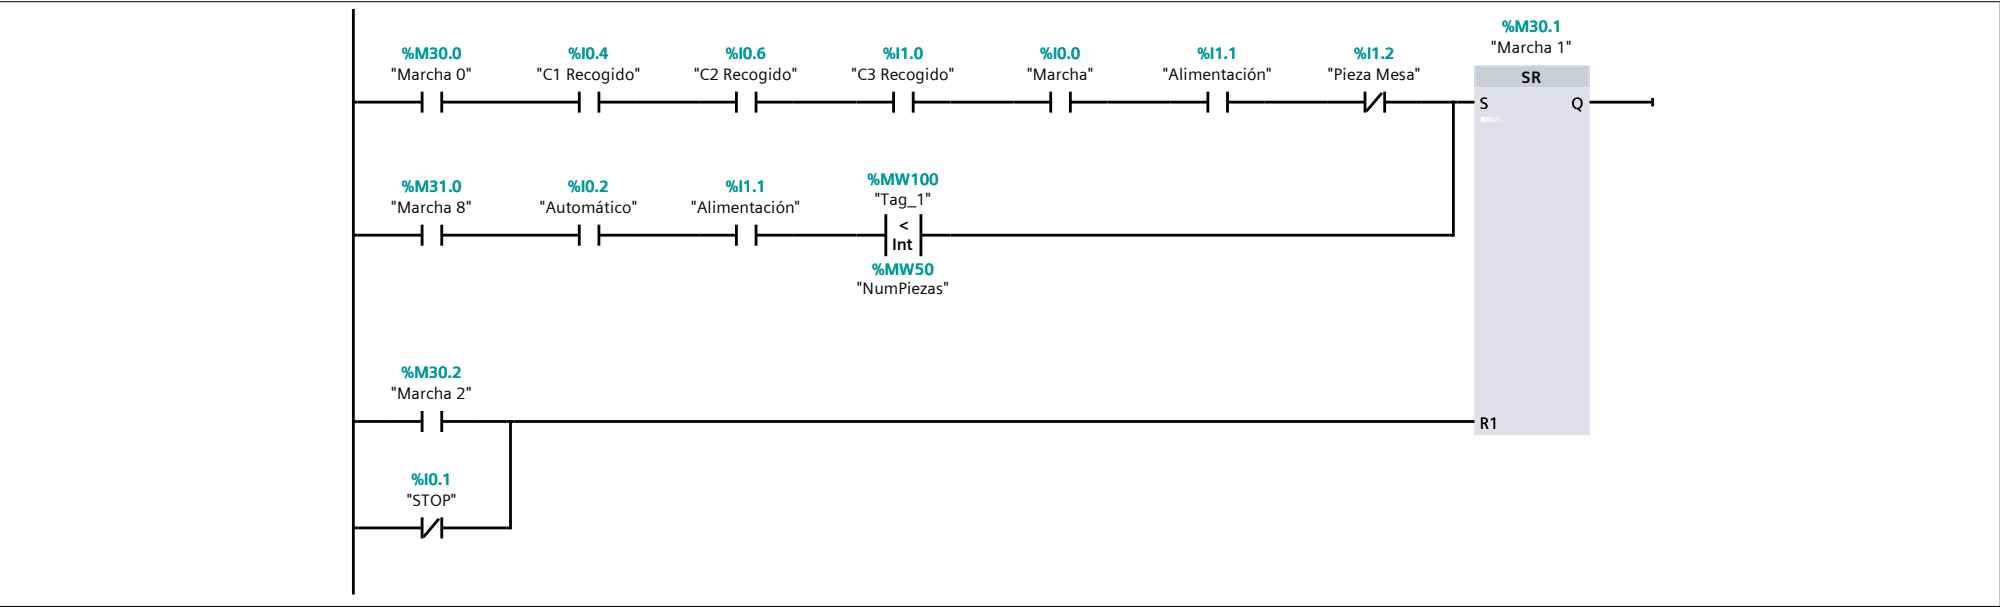 %M30.1
"Marcha 1"
%M30.0 %I0.4 %I0.6 %I1.0 %I0.0 %I1.1 %I1.2
"Marcha 0" "C1 Recogido" "C2 Recogido" "C3 Recogido" "Marcha" "Alimentación" "Pieza Mesa"
SR
S Q
%M31.0 %I0.2 %I1.1 %MW100
"Marcha 8" "Automático" "Alimentación" "Tag_1"
<
Int
%MW50
"NumPiezas"
%M30.2
"Marcha 2"
R1
%I0.1
"STOP"